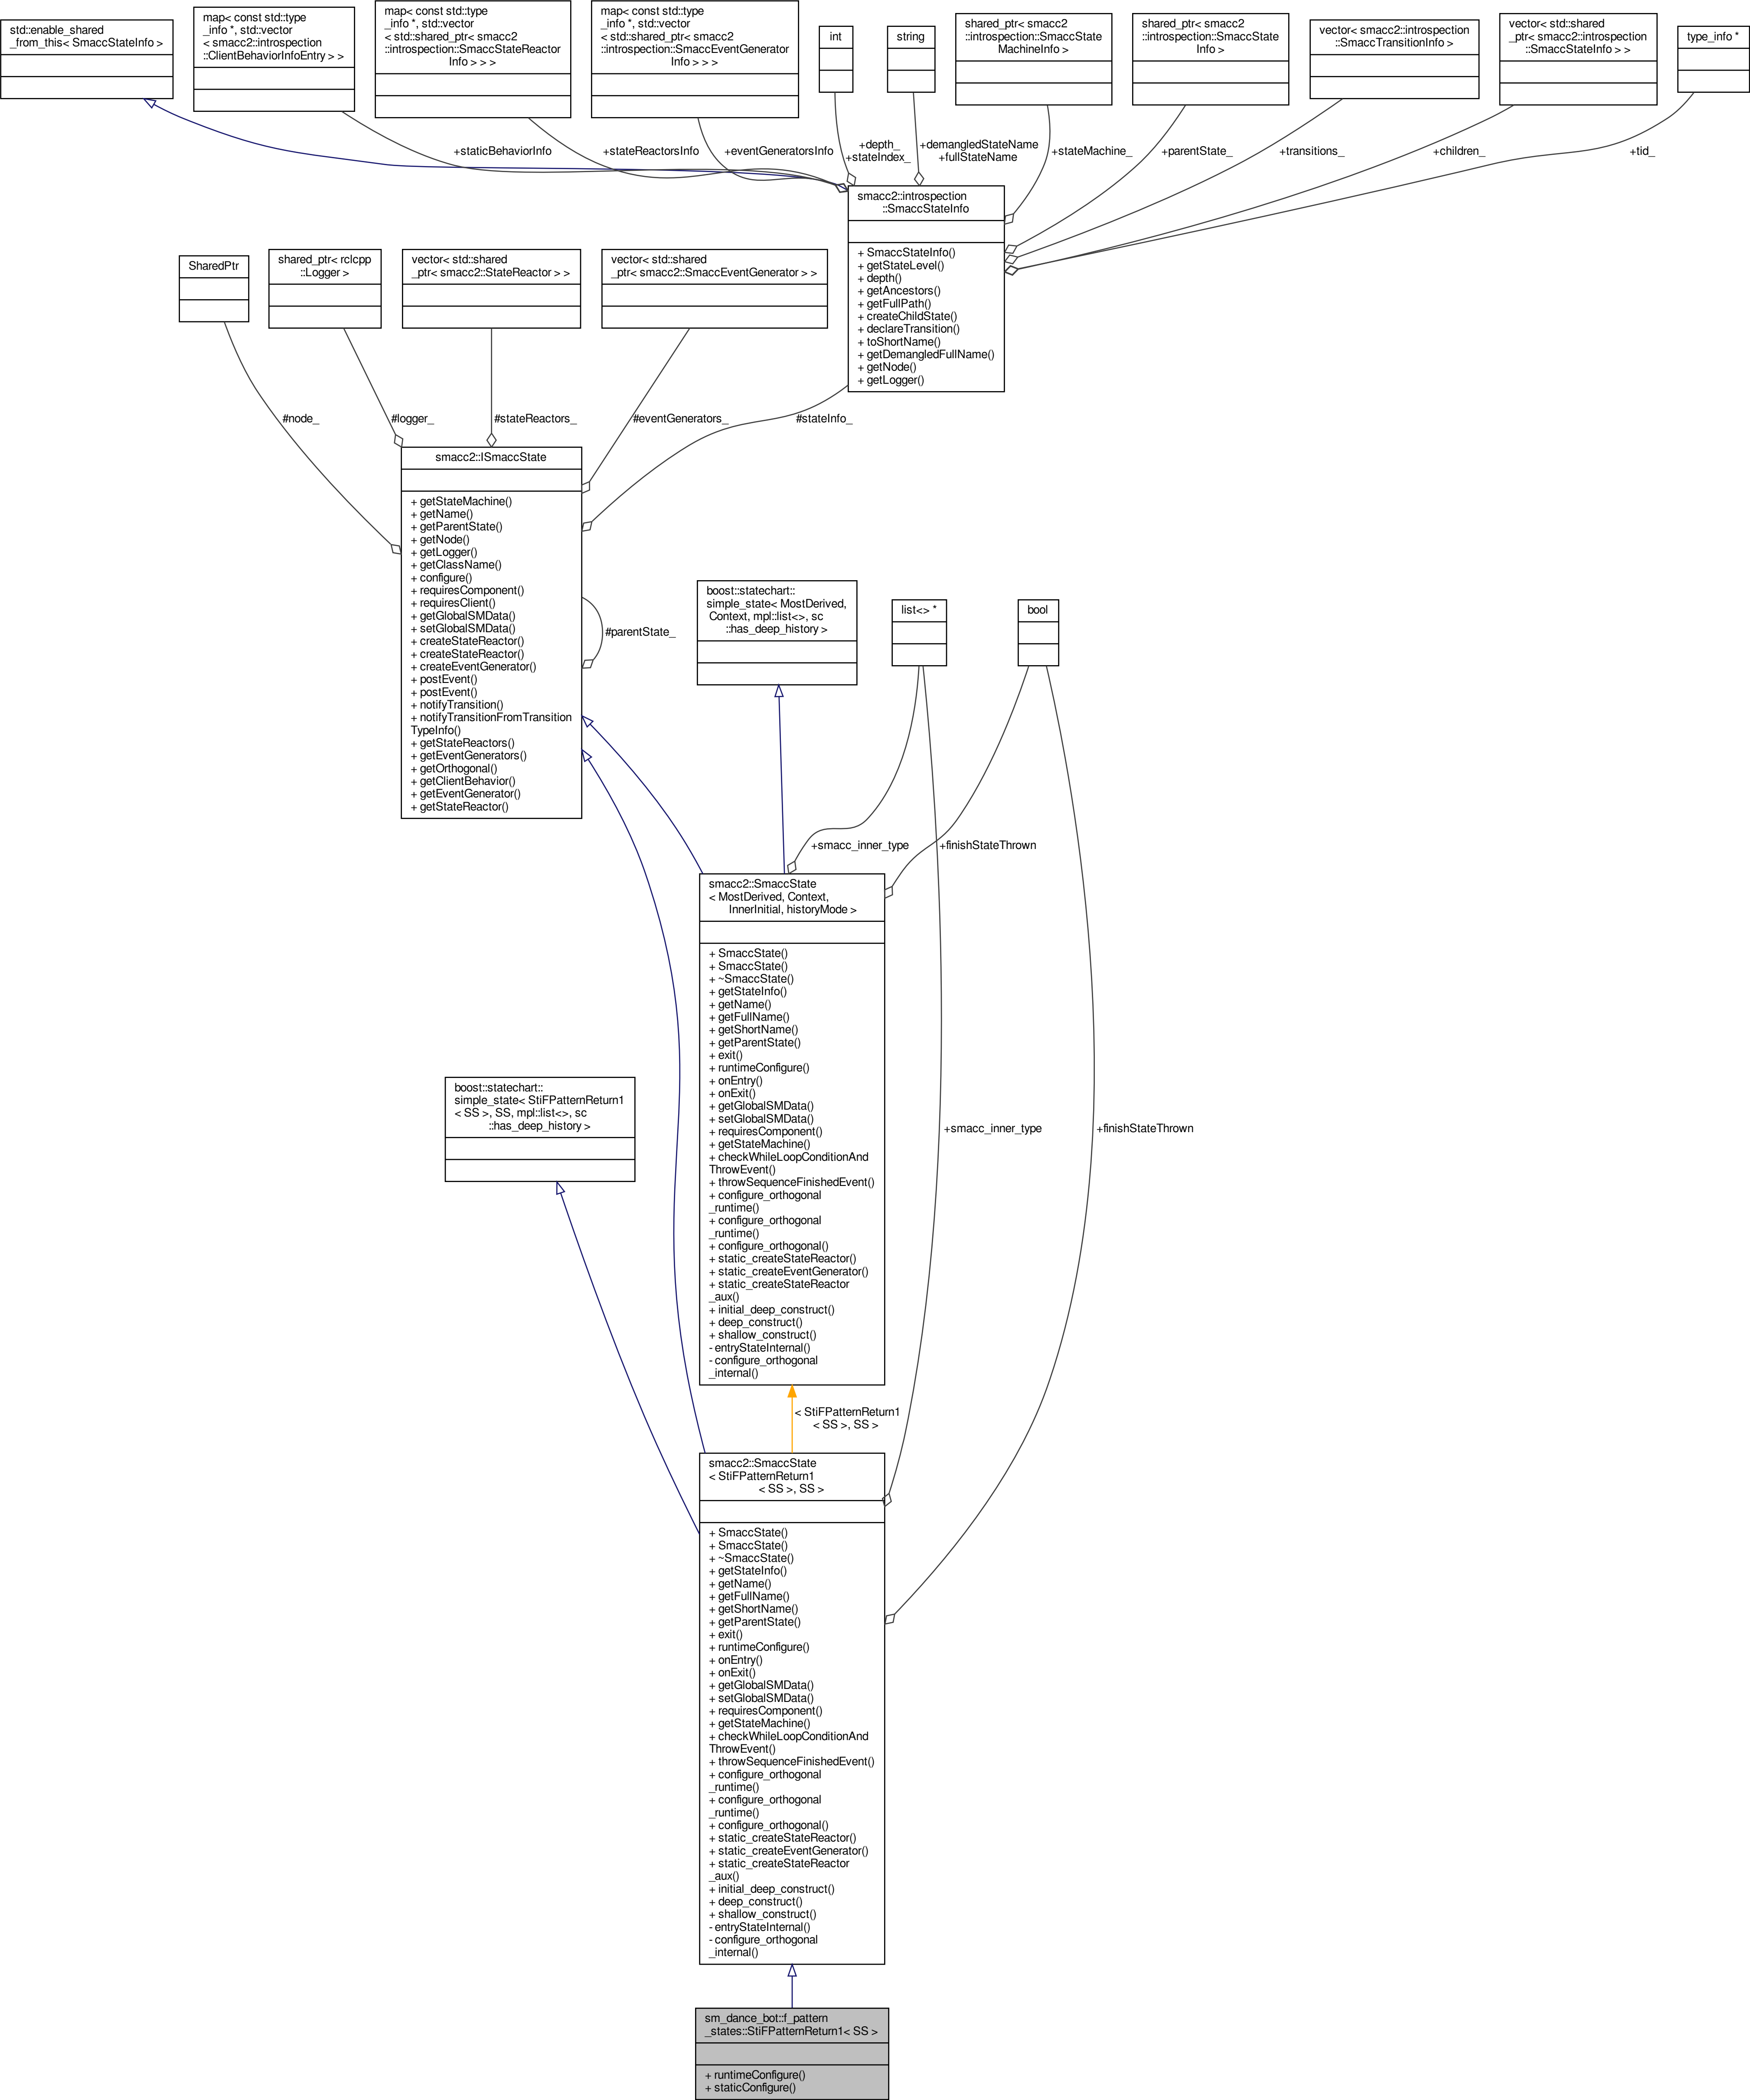 std::enable_shared
_from_this< SmaccStateInfo >
map< const std::type
_info *, std::vector
< smacc2::introspection
::ClientBehaviorInfoEntry > >
map< const std::type
_info *, std::vector
< std::shared_ptr< smacc2
::introspection::SmaccStateReactor
Info > > >
map< const std::type
_info *, std::vector
< std::shared_ptr< smacc2
::introspection::SmaccEventGenerator
Info > > >
int
string
shared_ptr< smacc2
::introspection::SmaccState
MachineInfo >
shared_ptr< smacc2
::introspection::SmaccState
Info >
vector< smacc2::introspection
::SmaccTransitionInfo >
vector< std::shared
_ptr< smacc2::introspection
::SmaccStateInfo > >
type_info *
+staticBehaviorInfo
+stateReactorsInfo
+eventGeneratorsInfo
+depth_
+stateIndex_
+demangledStateName
+fullStateName
+stateMachine_
+parentState_
+transitions_
+children_
+tid_
smacc2::introspection
::SmaccStateInfo
+ SmaccStateInfo()
+ getStateLevel()
+ depth()
+ getAncestors()
+ getFullPath()
+ createChildState()
+ declareTransition()
+ toShortName()
+ getDemangledFullName()
+ getNode()
+ getLogger()
SharedPtr
shared_ptr< rclcpp
::Logger >
vector< std::shared
_ptr< smacc2::StateReactor > >
vector< std::shared
_ptr< smacc2::SmaccEventGenerator > >
#node_
#logger_
#stateReactors_
#eventGenerators_
#stateInfo_
smacc2::ISmaccState
+ getStateMachine()
+ getName()
+ getParentState()
+ getNode()
+ getLogger()
+ getClassName()
+ configure()
+ requiresComponent()
+ requiresClient()
+ getGlobalSMData()
+ setGlobalSMData()
+ createStateReactor()
+ createStateReactor()
+ createEventGenerator()
+ postEvent()
+ postEvent()
+ notifyTransition()
+ notifyTransitionFromTransition
TypeInfo()
+ getStateReactors()
+ getEventGenerators()
+ getOrthogonal()
+ getClientBehavior()
+ getEventGenerator()
+ getStateReactor()
#parentState_
boost::statechart::
simple_state< MostDerived,
Context, mpl::list<>, sc
::has_deep_history >
list<> *
bool
+smacc_inner_type
+finishStateThrown
smacc2::SmaccState
< MostDerived, Context,
InnerInitial, historyMode >
+ SmaccState()
+ SmaccState()
+ ~SmaccState()
+ getStateInfo()
+ getName()
+ getFullName()
+ getShortName()
+ getParentState()
+ exit()
+ runtimeConfigure()
+ onEntry()
+ onExit()
+ getGlobalSMData()
+ setGlobalSMData()
+ requiresComponent()
+ getStateMachine()
+ checkWhileLoopConditionAnd
ThrowEvent()
+ throwSequenceFinishedEvent()
+ configure_orthogonal
_runtime()
+ configure_orthogonal
_runtime()
+ configure_orthogonal()
+ static_createStateReactor()
+ static_createEventGenerator()
+ static_createStateReactor
_aux()
+ initial_deep_construct()
+ deep_construct()
+ shallow_construct()
- entryStateInternal()
- configure_orthogonal
_internal()
boost::statechart::
simple_state< StiFPatternReturn1
< SS >, SS, mpl::list<>, sc
::has_deep_history >
+smacc_inner_type
+finishStateThrown
< StiFPatternReturn1
< SS >, SS >
smacc2::SmaccState
< StiFPatternReturn1
< SS >, SS >
+ SmaccState()
+ SmaccState()
+ ~SmaccState()
+ getStateInfo()
+ getName()
+ getFullName()
+ getShortName()
+ getParentState()
+ exit()
+ runtimeConfigure()
+ onEntry()
+ onExit()
+ getGlobalSMData()
+ setGlobalSMData()
+ requiresComponent()
+ getStateMachine()
+ checkWhileLoopConditionAnd
ThrowEvent()
+ throwSequenceFinishedEvent()
+ configure_orthogonal
_runtime()
+ configure_orthogonal
_runtime()
+ configure_orthogonal()
+ static_createStateReactor()
+ static_createEventGenerator()
+ static_createStateReactor
_aux()
+ initial_deep_construct()
+ deep_construct()
+ shallow_construct()
- entryStateInternal()
- configure_orthogonal
_internal()
sm_dance_bot::f_pattern
_states::StiFPatternReturn1< SS >
+ runtimeConfigure()
+ staticConfigure()